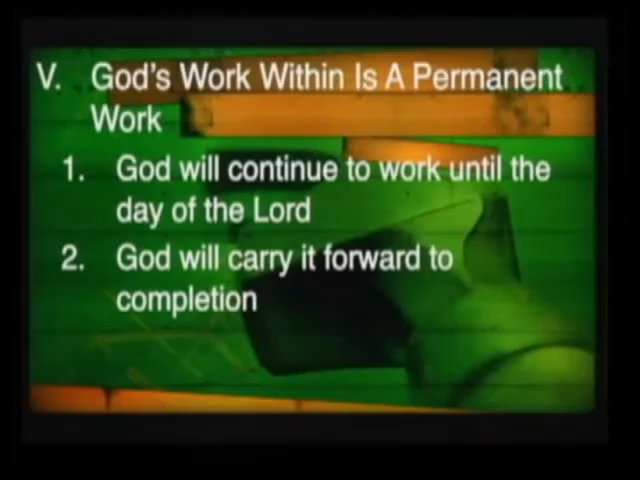 V. God's Work Within Is A Permanent
Work
1. God will continue to work until the
day of the Lord
2. God will carry it forward to
completion